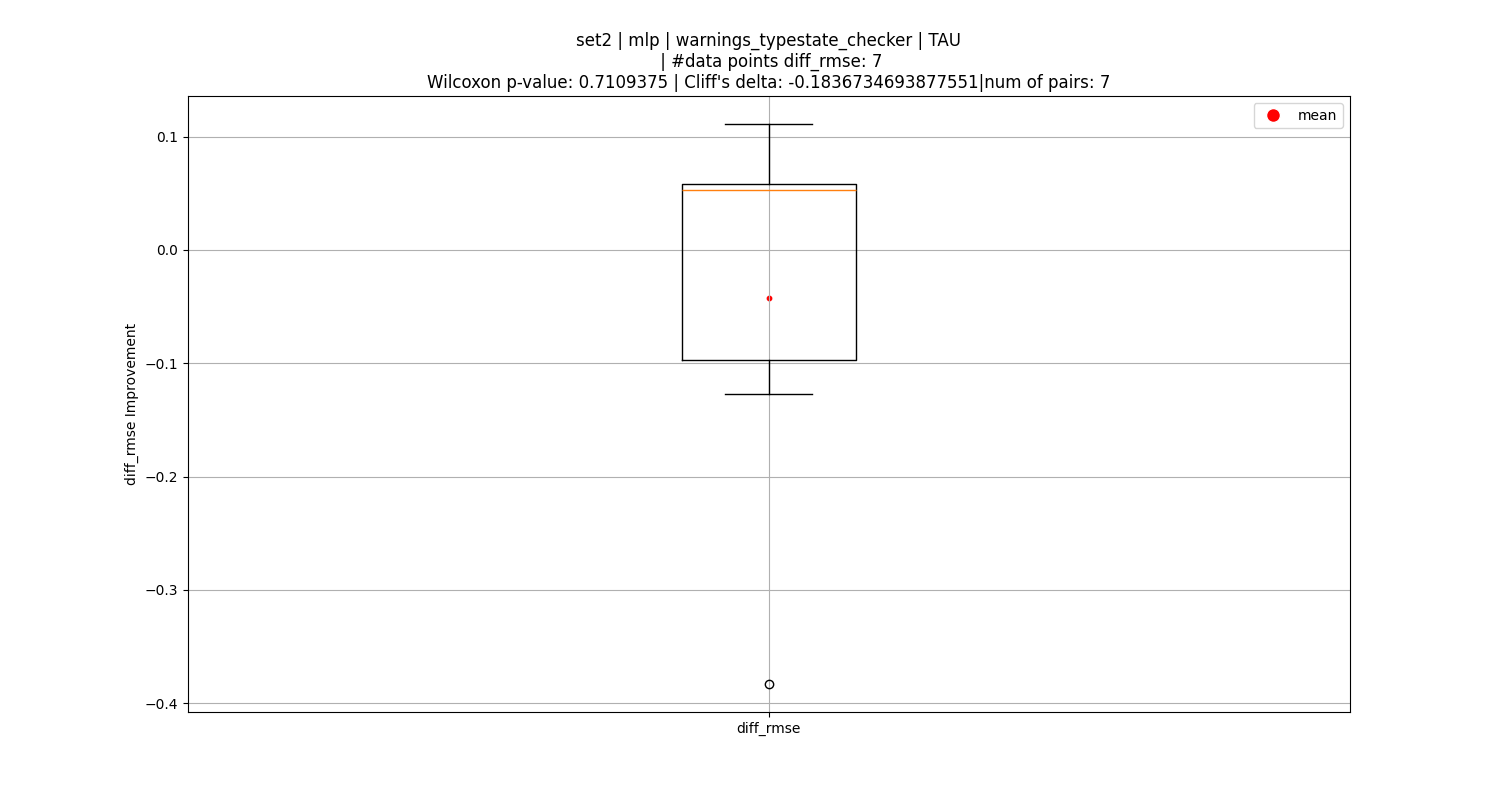 set2 | mlp | warnings_typestate_checker | TAU
| #data points diff_rmse: 7
Wilcoxon p-value: 0.7109375 | Cliff's delta: -0.1836734693877551|num of pairs: 7
mean
0.1
0.0
−0.1
−0.2
−0.3
−0.4
diff_rmse Improvement
diff_rmse